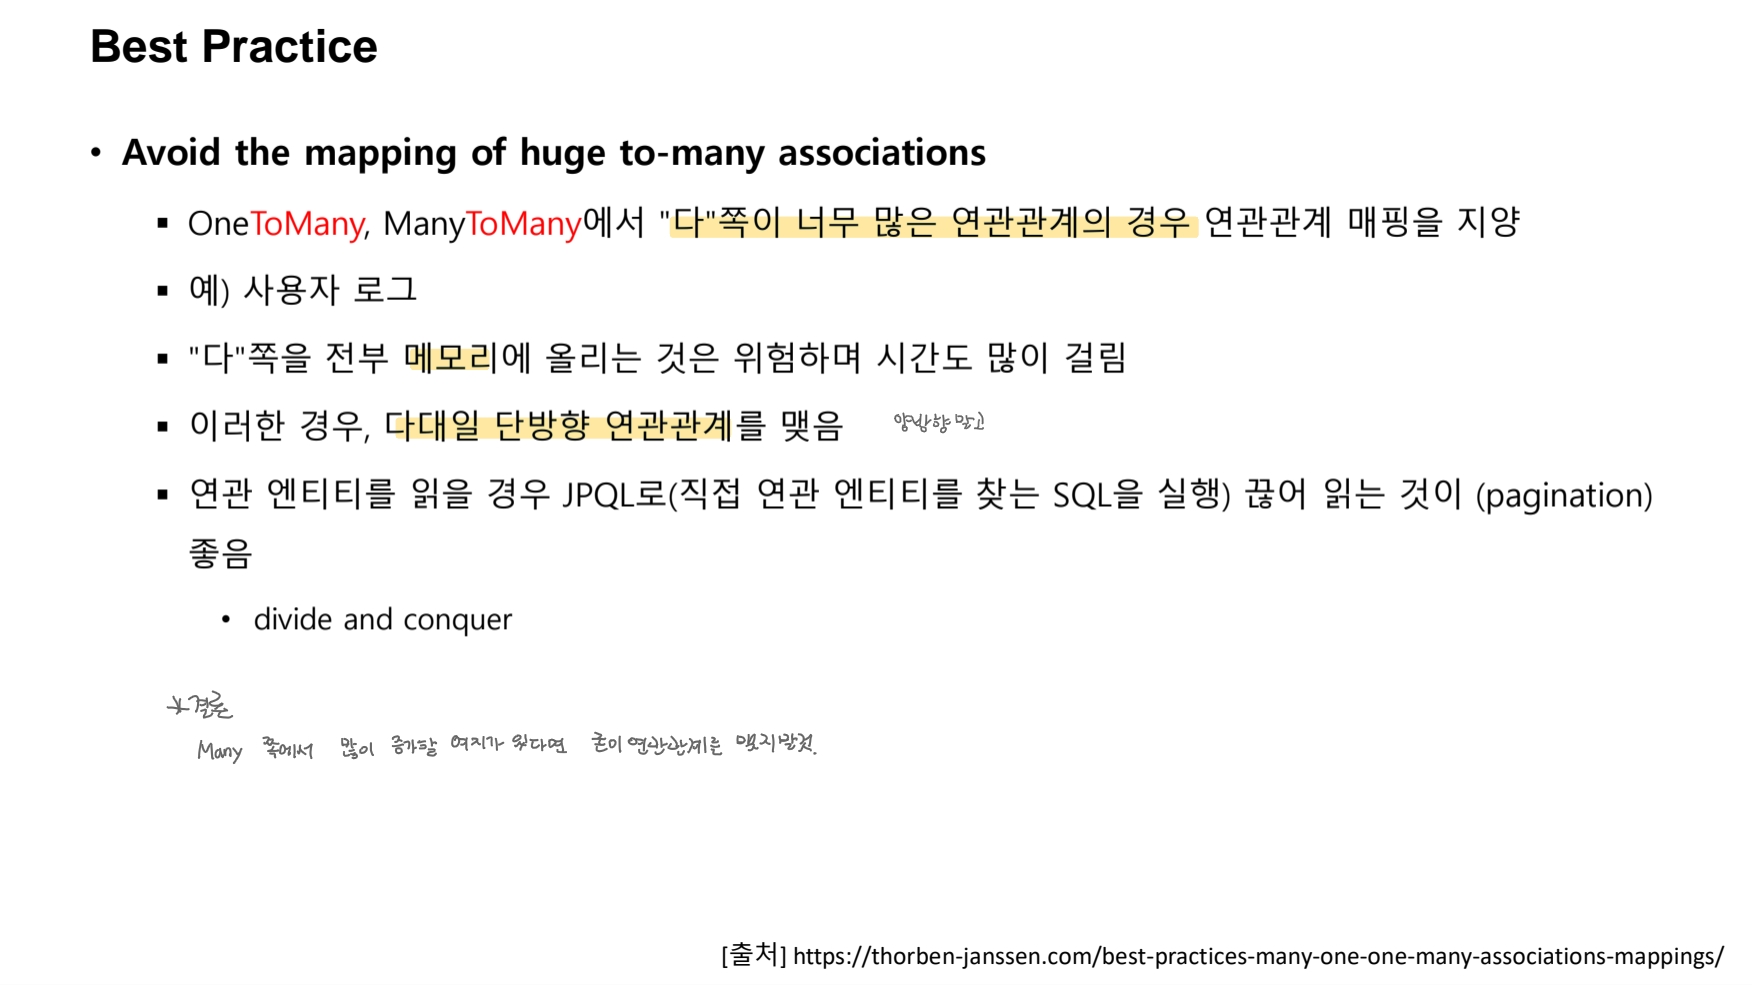 Best Practice
• Avoid the mapping of huge to-many associations
▪ OneToMany, ManyToMany에서 "다"쪽이 너무 많은 연관관계의 경우 연관관계 매핑을 지양
▪ 예) 사용자 로그
▪ "다"쪽을 전부 메모리에 올리는 것은 위험하며 시간도 많이 걸림
▪ 이러한 경우, 다대일 단방향 연관관계를 맺음 양방향 말고
▪ 연관 엔티티를 읽을 경우 JPQL로(직접 연관 엔티티를 찾는 SQL을 실행) 끊어 읽는 것이 (pagination)
좋음
• divide and conquer
* 결론
Many 쪽에서 많이 증가할 여지가 있다면 굳이 연관관계를 맺지말것.
[출처] https://thorben-janssen.com/best-practices-many-one-one-many-associations-mappings/